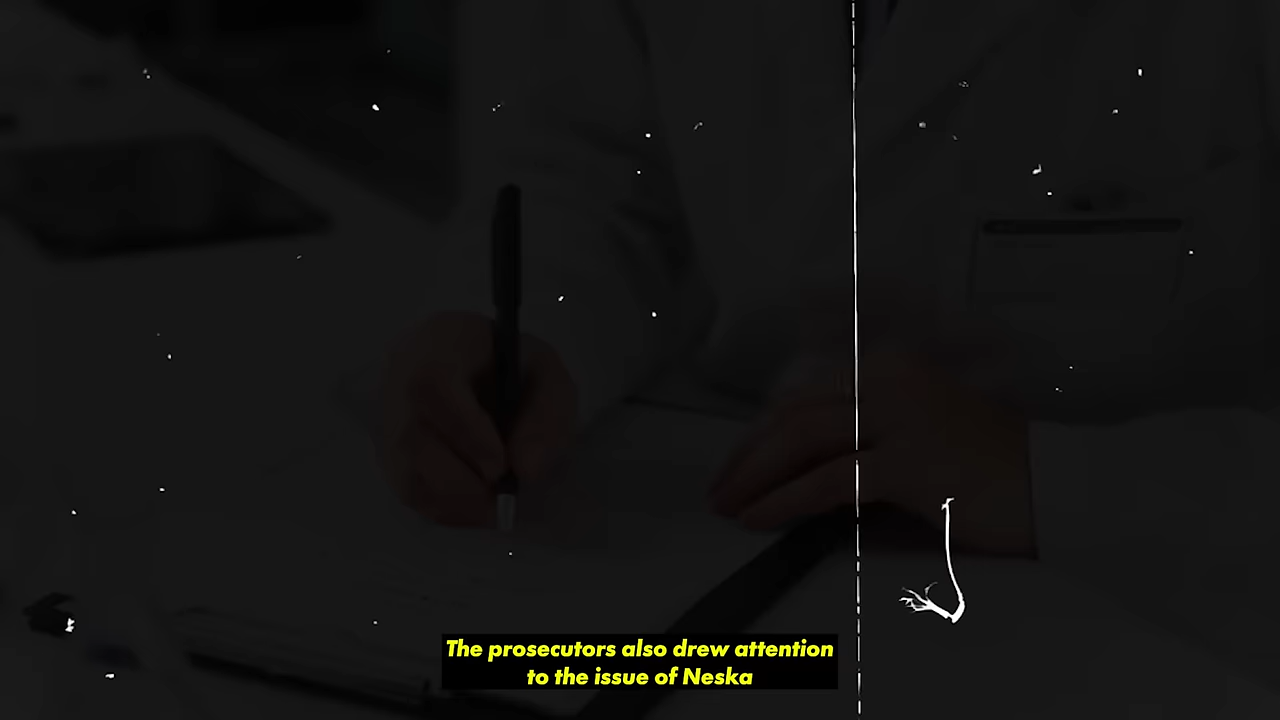 The prosecutors also drew attention
to the issue of Neska